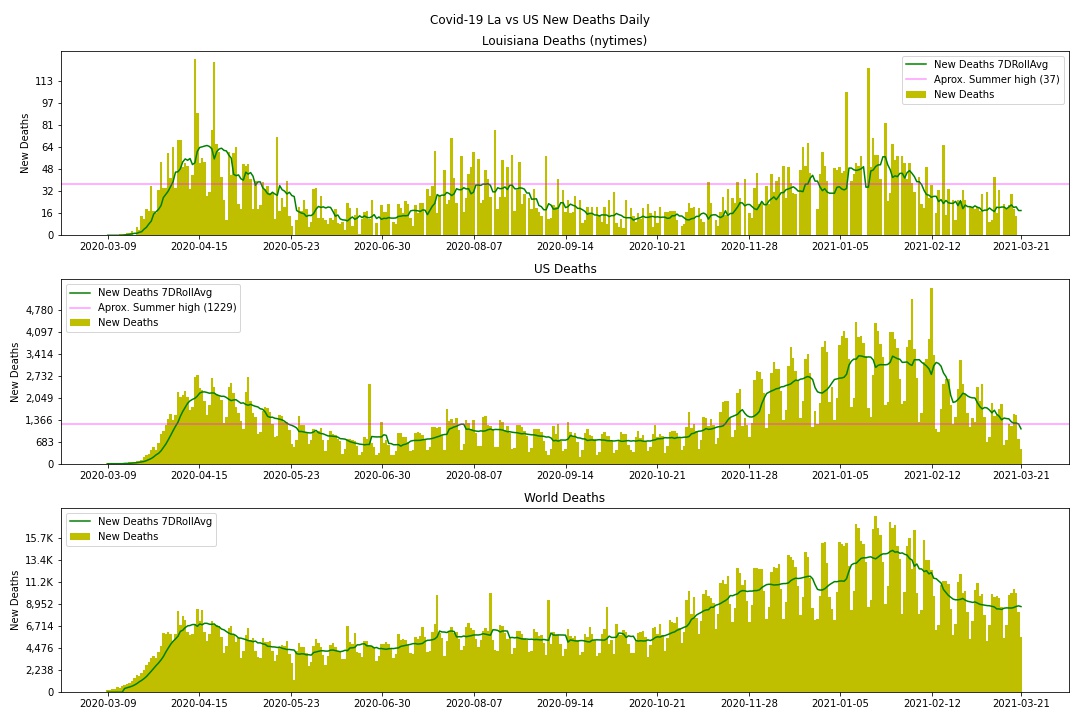 Covid-19 La vs US New Deaths Daily
Louisiana Deaths (nytimes)
New Deaths
113
97
81
64
48
32
16
0
New Deaths 7DRollAvg
Aprox. Summer high (37)
New Deaths
2020-03-09 2020-04-15 2020-05-23 2020-06-30 2020-08-07 2020-09-14 2020-10-21 2020-11-28 2021-01-05 2021-02-12 2021-03-21
US Deaths
New Deaths
4,780
4,097
3,414
2,732
2,049
1,366
683
0
New Deaths 7DRollAvg
Aprox. Summer high (1229)
New Deaths
2020-03-09 2020-04-15 2020-05-23 2020-06-30 2020-08-07 2020-09-14 2020-10-21 2020-11-28 2021-01-05 2021-02-12 2021-03-21
World Deaths
New Deaths
15.7K
13.4K
11.2K
8,952
6,714
4,476
2,238
0
New Deaths 7DRollAvg
New Deaths
2020-03-09 2020-04-15 2020-05-23 2020-06-30 2020-08-07 2020-09-14 2020-10-21 2020-11-28 2021-01-05 2021-02-12 2021-03-21